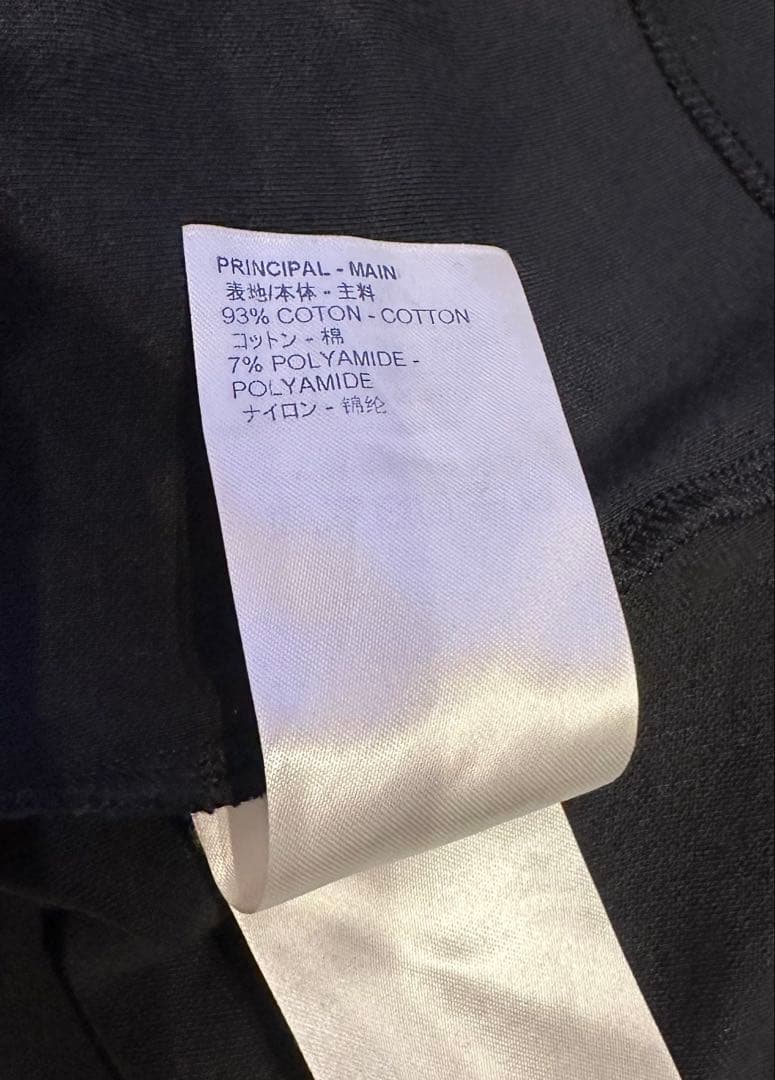 PRINCIPAL - MAIN
表地/本体 - 主料
93% COTON - COTTON
コットン - 棉
7% POLYAMIDE -
POLYAMIDE
ナイロン - 锦纶